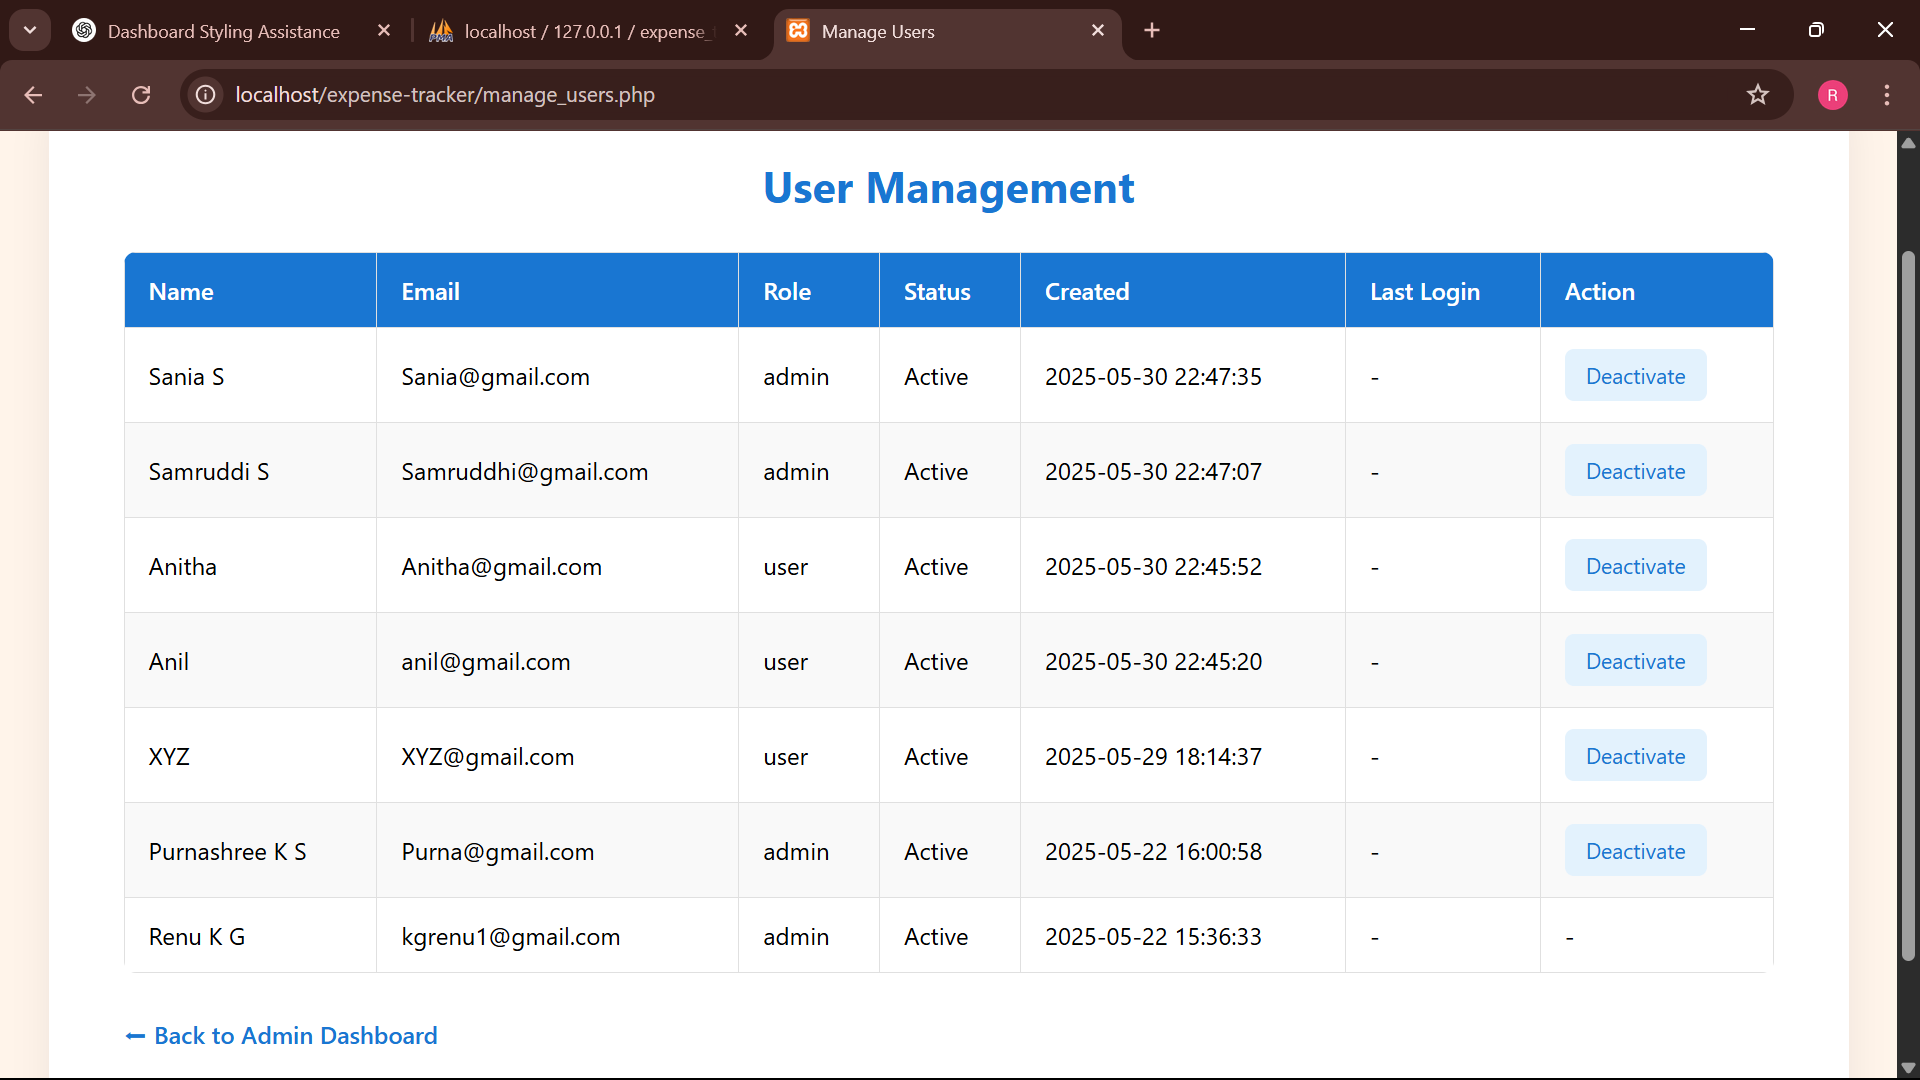 Dashboard Styling Assistance
localhost / 127.0.0.1 / expense_
Manage Users
localhost/expense-tracker/manage_users.php
R
User Management
Name Email Role Status Created Last Login Action
Sania S Sania@gmail.com admin Active 2025-05-30 22:47:35 - Deactivate
Samruddi S Samruddhi@gmail.com admin Active 2025-05-30 22:47:07 - Deactivate
Anitha Anitha@gmail.com user Active 2025-05-30 22:45:52 - Deactivate
Anil anil@gmail.com user Active 2025-05-30 22:45:20 - Deactivate
XYZ XYZ@gmail.com user Active 2025-05-29 18:14:37 - Deactivate
Purnashree K S Purna@gmail.com admin Active 2025-05-22 16:00:58 - Deactivate
Renu K G kgrenu1@gmail.com admin Active 2025-05-22 15:36:33 - -
← Back to Admin Dashboard